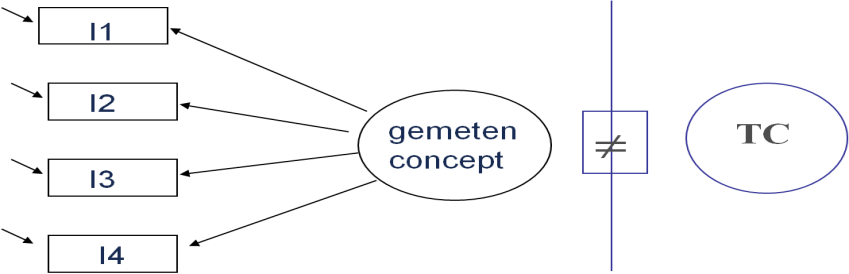 I1
I2
I3
I4
gemeten
concept
≠
TC